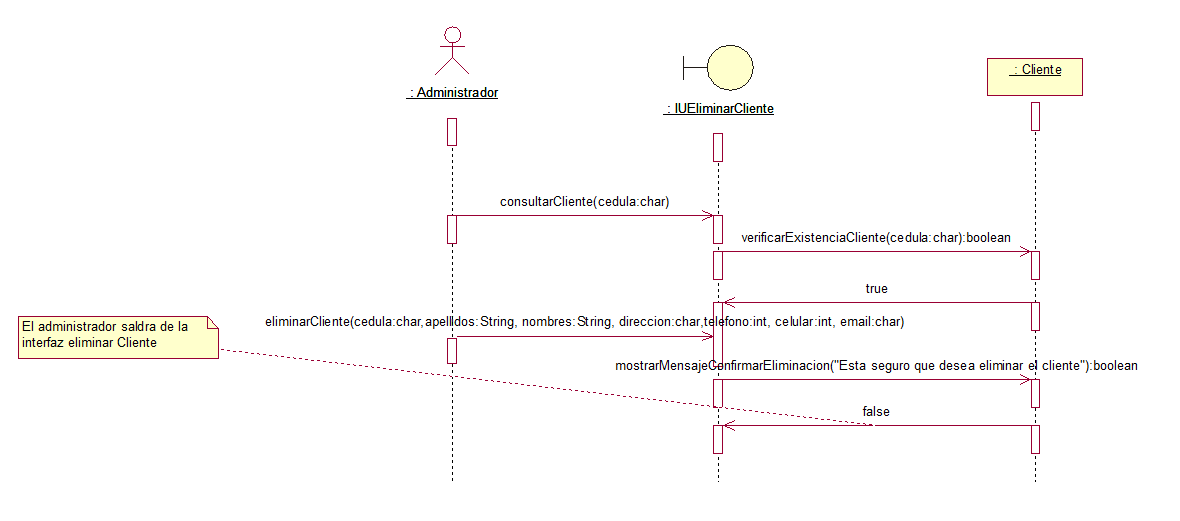 : Administrador
: IUEliminarCliente
: Cliente
consultarCliente(cedula:char)
verificarExistenciaCliente(cedula:char):boolean
true
El administrador saldra de la
interfaz eliminar Cliente
eliminarCliente(cedula:char,apellidos:String, nombres:String, direccion:char,telefono:int, celular:int, email:char)
mostrarMensajeConfirmarEliminacion("Esta seguro que desea eliminar el cliente"):boolean
false